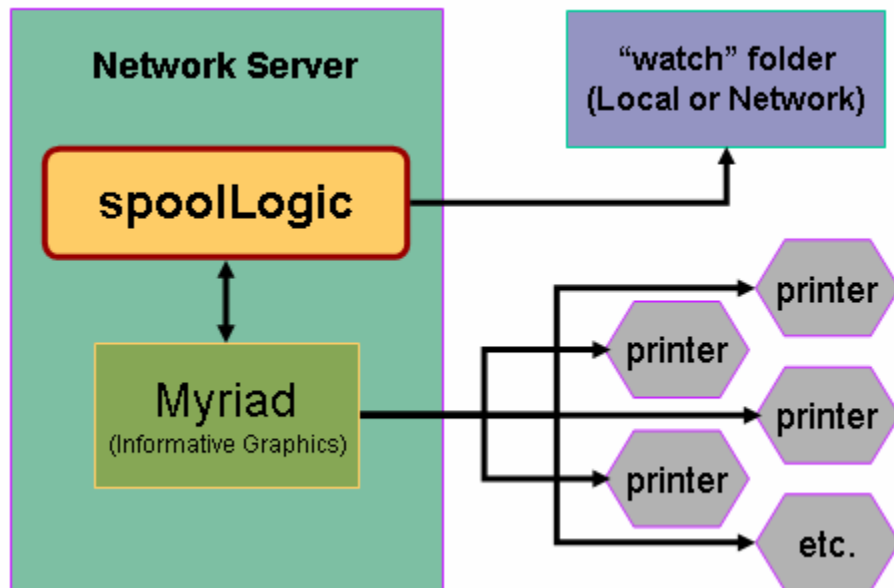 Network Server
“watch” folder
(Local or Network)
spoolLogic
printer
printer
Myriad
(Informative Graphics)
printer
printer
etc.